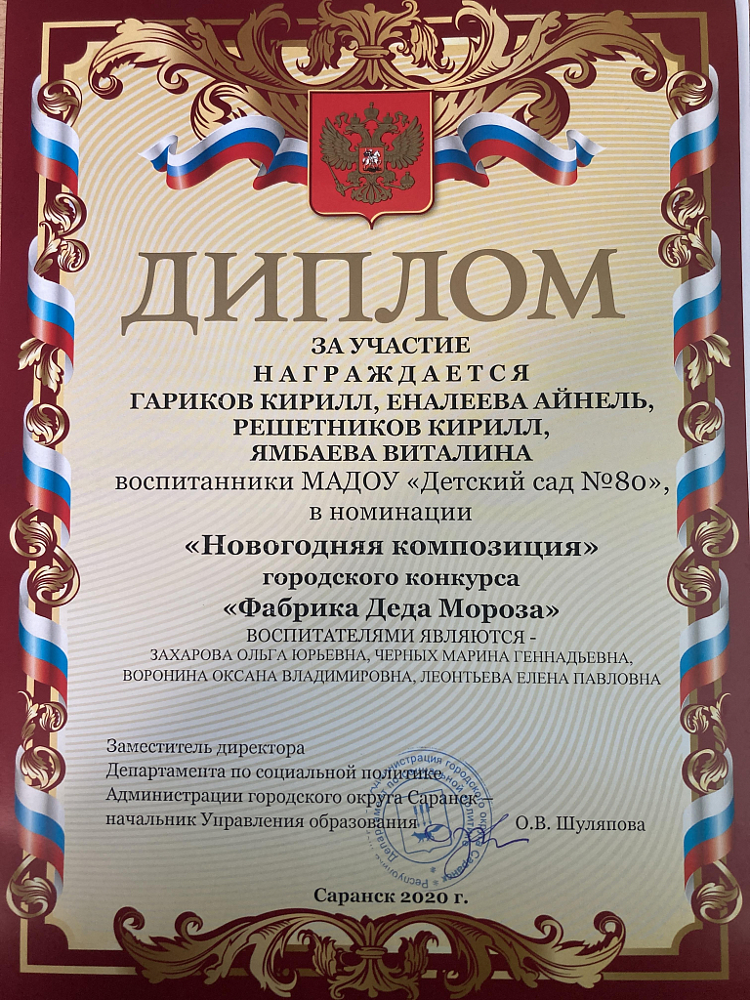 ДИПЛОМ
ЗА УЧАСТИЕ
НАГРАЖДАЕТСЯ
ГАРИКОВ КИРИЛЛ, ЕНАЛЕЕВА АЙНЕЛЬ,
РЕШЕТНИКОВ КИРИЛЛ,
ЯМБАЕВА ВИТАЛИНА
воспитанники МАДОУ «Детский сад №80»,
в номинации
«Новогодняя композиция»
городского конкурса
«Фабрика Деда Мороза»
ВОСПИТАТЕЛЯМИ ЯВЛЯЮТСЯ -
ЗАХАРОВА ОЛЬГА ЮРЬЕВНА, ЧЕРНЫХ МАРИНА ГЕННАДЬЕВНА,
ВОРОНИНА ОКСАНА ВЛАДИМИРОВНА, ЛЕОНТЬЕВА ЕЛЕНА ПАВЛОВНА
Заместитель директора
Департамента по социальной политике
Администрации городского округа Саранск –
начальник Управления образования
О.В. Шуляпова
Саранск 2020 г.